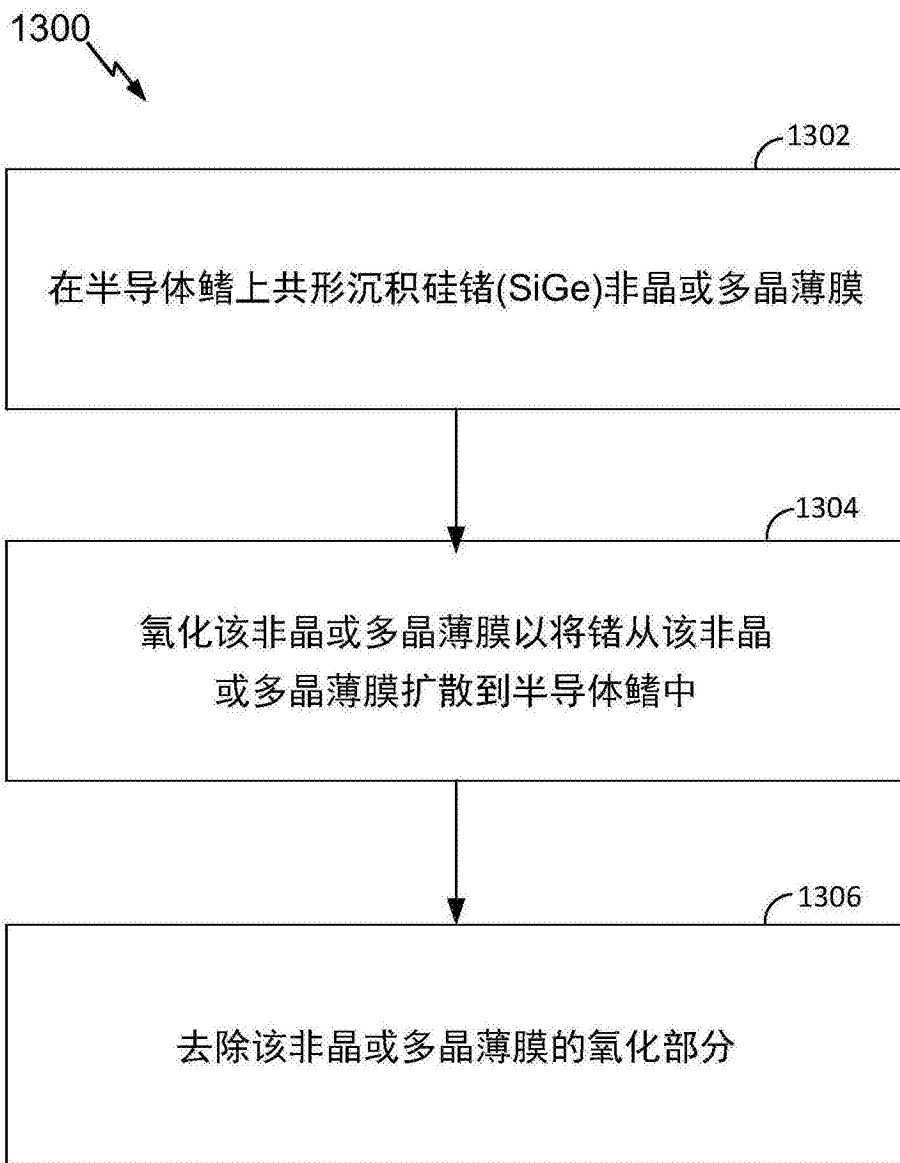 1300
1302
在半导体鳍上共形沉积硅锗(SiGe)非晶或多晶薄膜
1304
氧化该非晶或多晶薄膜以将锗从该非晶
或多晶薄膜扩散到半导体鳍中
1306
去除该非晶或多晶薄膜的氧化部分